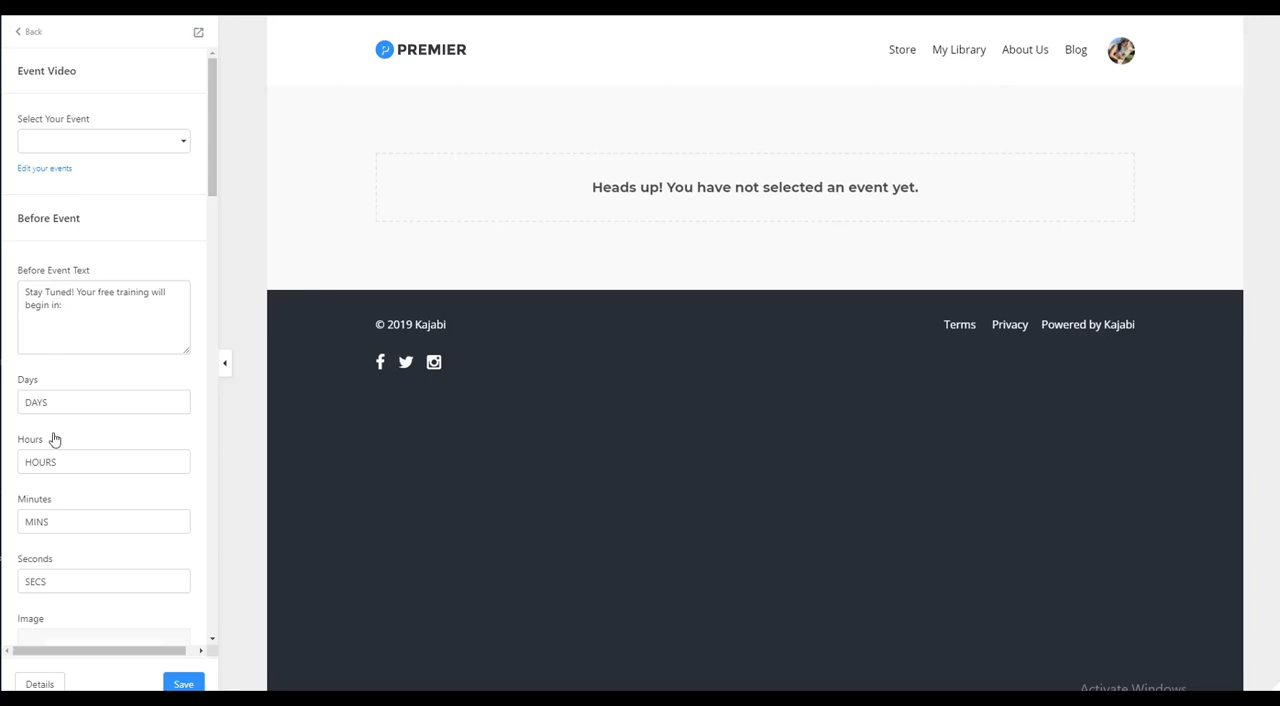 Back
Event Video
Select Your Event
Edit your events
Before Event
Before Event Text
Stay Tuned! Your free training will
begin in:
Days
DAYS
Hours
HOURS
Minutes
MINS
Seconds
SECS
Image
Details
Save
PREMIER
Store
My Library
About Us
Blog
Heads up! You have not selected an event yet.
© 2019 Kajabi
Terms
Privacy
Powered by Kajabi
Activate Windows